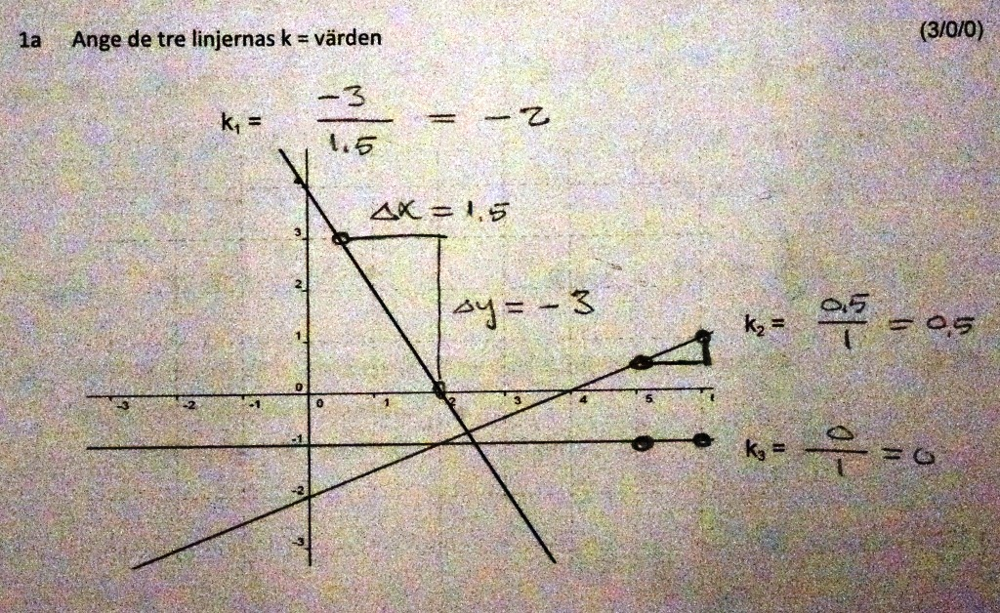 1a Ange de tre linjernas k = värden (3/0/0)
k₁ = -3/1.5 = -2
Δx = 1.5
Δy = -3
k₂ = 0,5/1 = 0,5
k₃ = 0/1 = 0
4
3
2
1
0
-3 -2 -1 0 1 2 3 4 5
-1
-2
-3